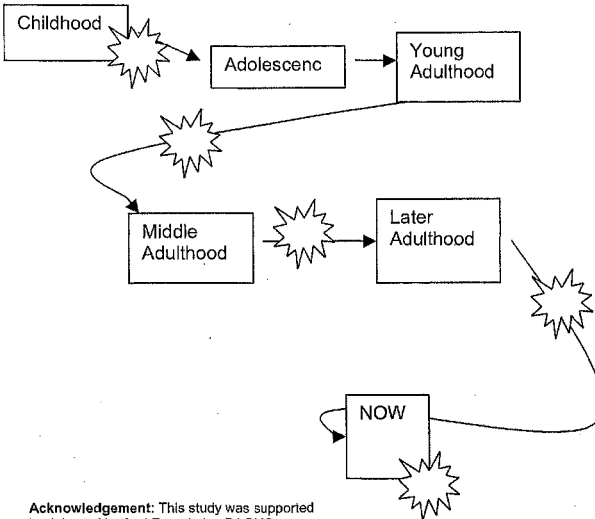 Childhood
Adolescenc
Young
Adulthood
Middle
Adulthood
Later
Adulthood
NOW
Acknowledgement: This study was supported